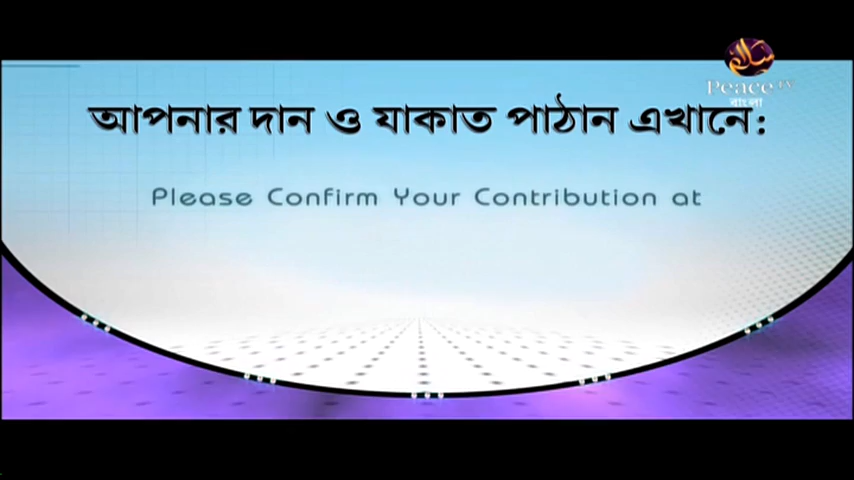 Peace TV
বাংলা
আপনার দান ও যাকাত পাঠান এখানে:
Please Confirm Your Contribution at